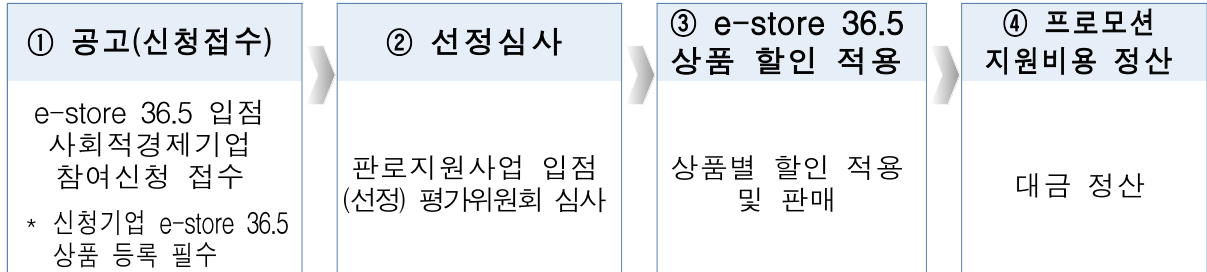 ① 공고(신청접수)
e-store 36.5 입점
사회적경제기업
참여신청 접수
* 신청기업 e-store 36.5
상품 등록 필수
② 선정심사
판로지원사업 입점
(선정) 평가위원회 심사
③ e-store 36.5
상품 할인 적용
상품별 할인 적용
및 판매
④ 프로모션
지원비용 정산
대금 정산